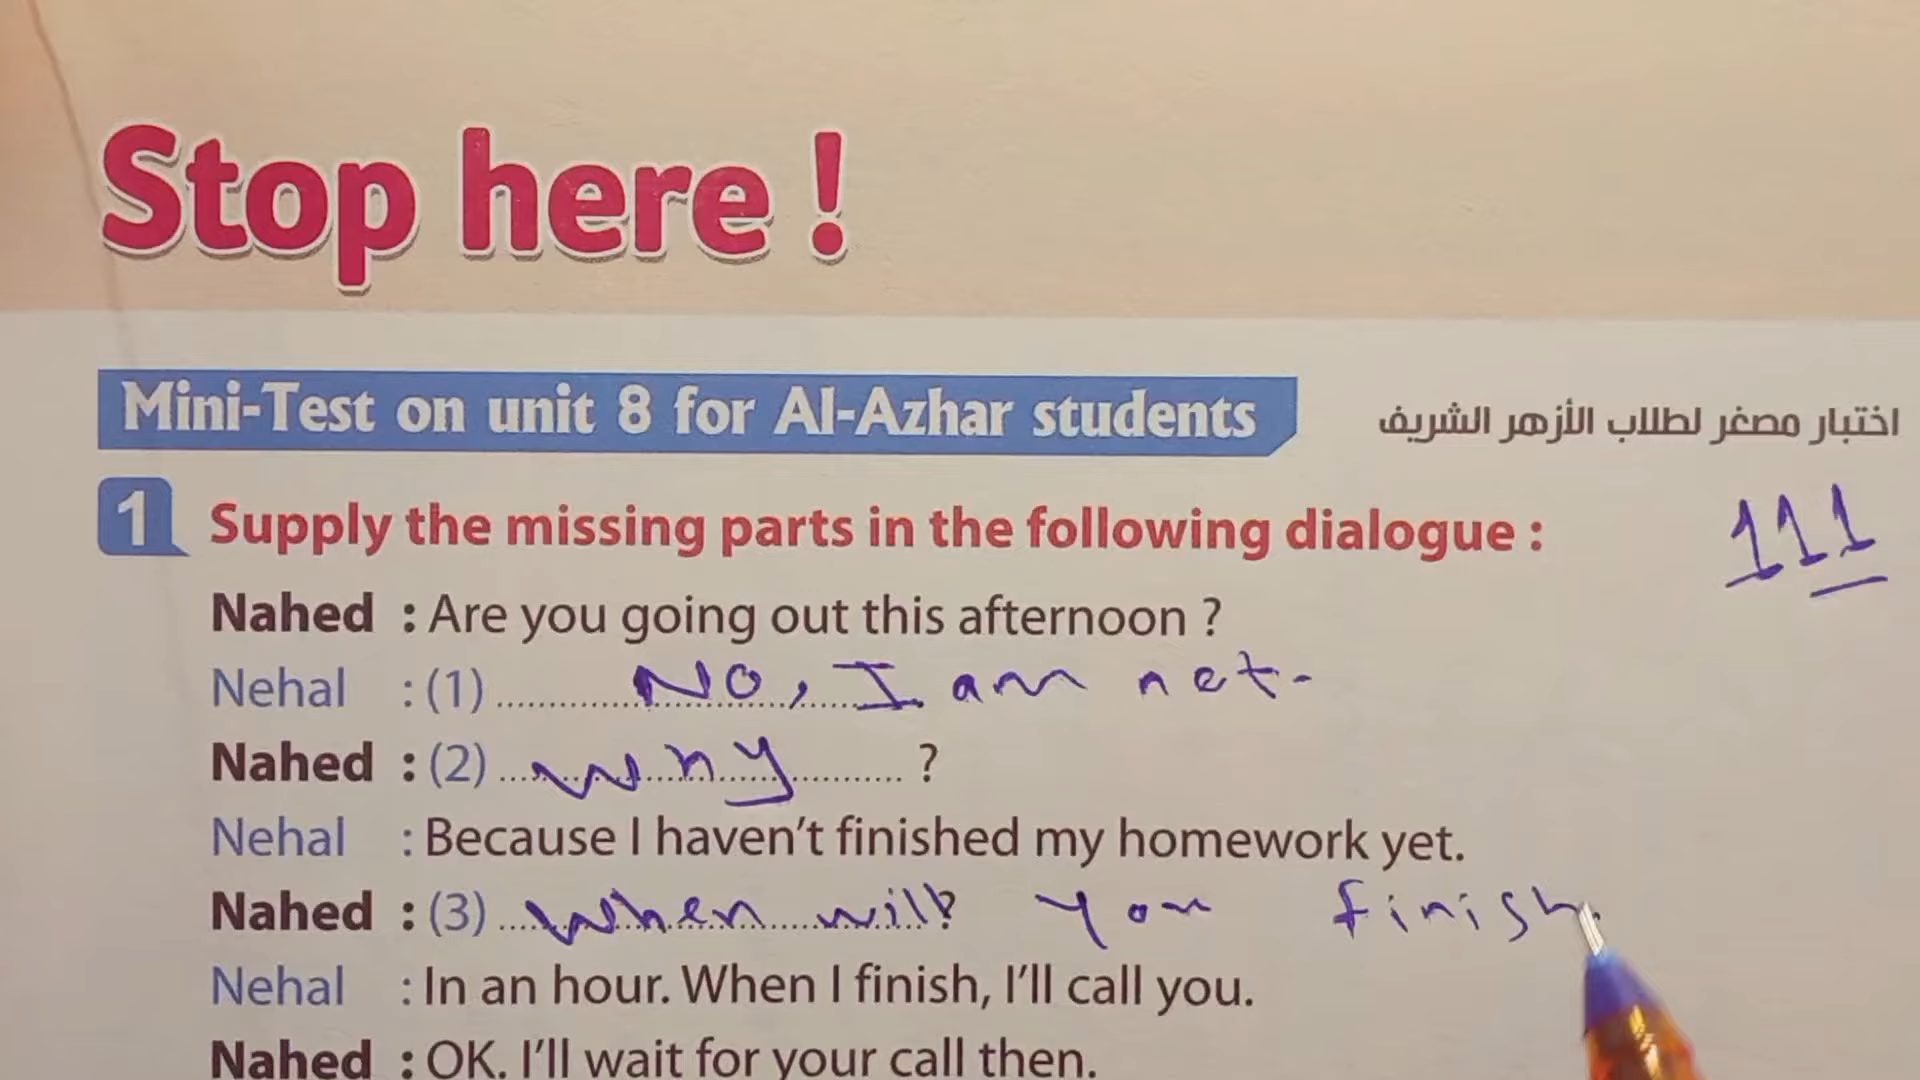 Stop here !
Mini-Test on unit 8 for Al-Azhar students
اختبار مصغر لطلاب الأزهر الشريف
1 Supply the missing parts in the following dialogue :
111
Nahed : Are you going out this afternoon ?
Nehal : (1) No, I am not.
Nahed : (2) Why ?
Nehal : Because I haven't finished my homework yet.
Nahed : (3) When will ? you finish
Nehal : In an hour. When I finish, I'll call you.
Nahed : OK. I'll wait for your call then.